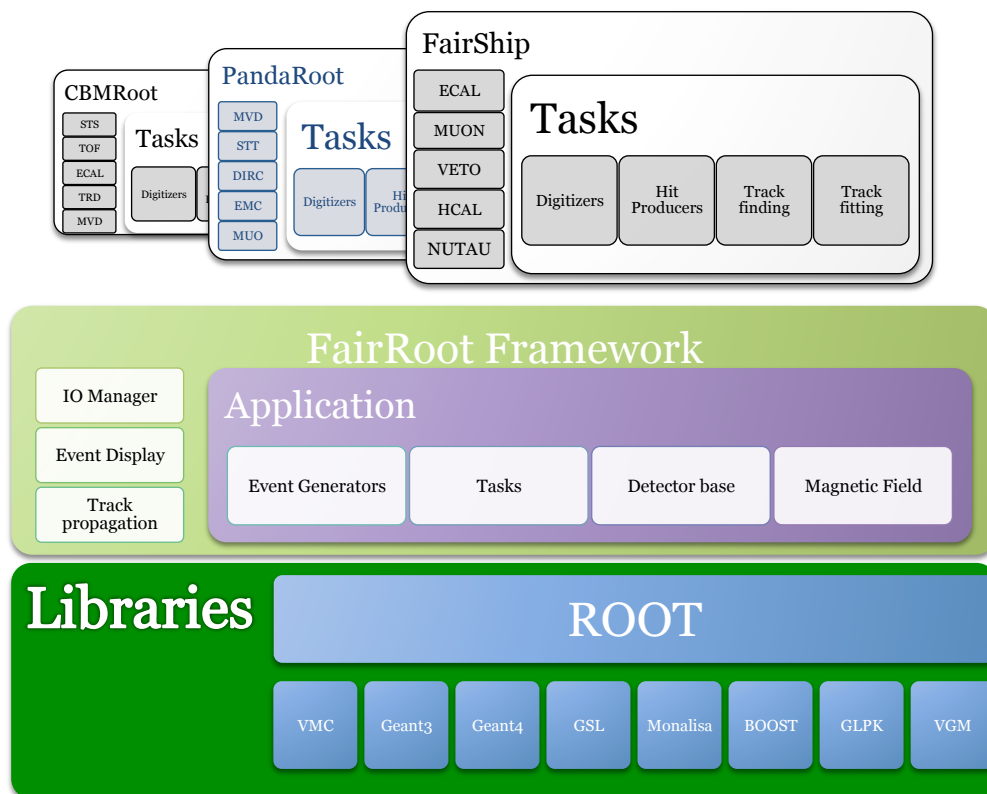 FairShip
ECAL
MUON
VETO
HCAL
NUTAU
Tasks
Digitizers
Hit
Producers
Track
finding
Track
fitting
PandaRoot
MVD
STT
DIRC
EMC
MUO
Tasks
Digitizers
CBMRoot
STS
TOF
ECAL
TRD
MVD
Tasks
Digitizers
FairRoot Framework
IO Manager
Event Display
Track
propagation
Application
Event Generators
Tasks
Detector base
Magnetic Field
Libraries
ROOT
VMC
Geant3
Geant4
GSL
Monalisa
BOOST
GLPK
VGM